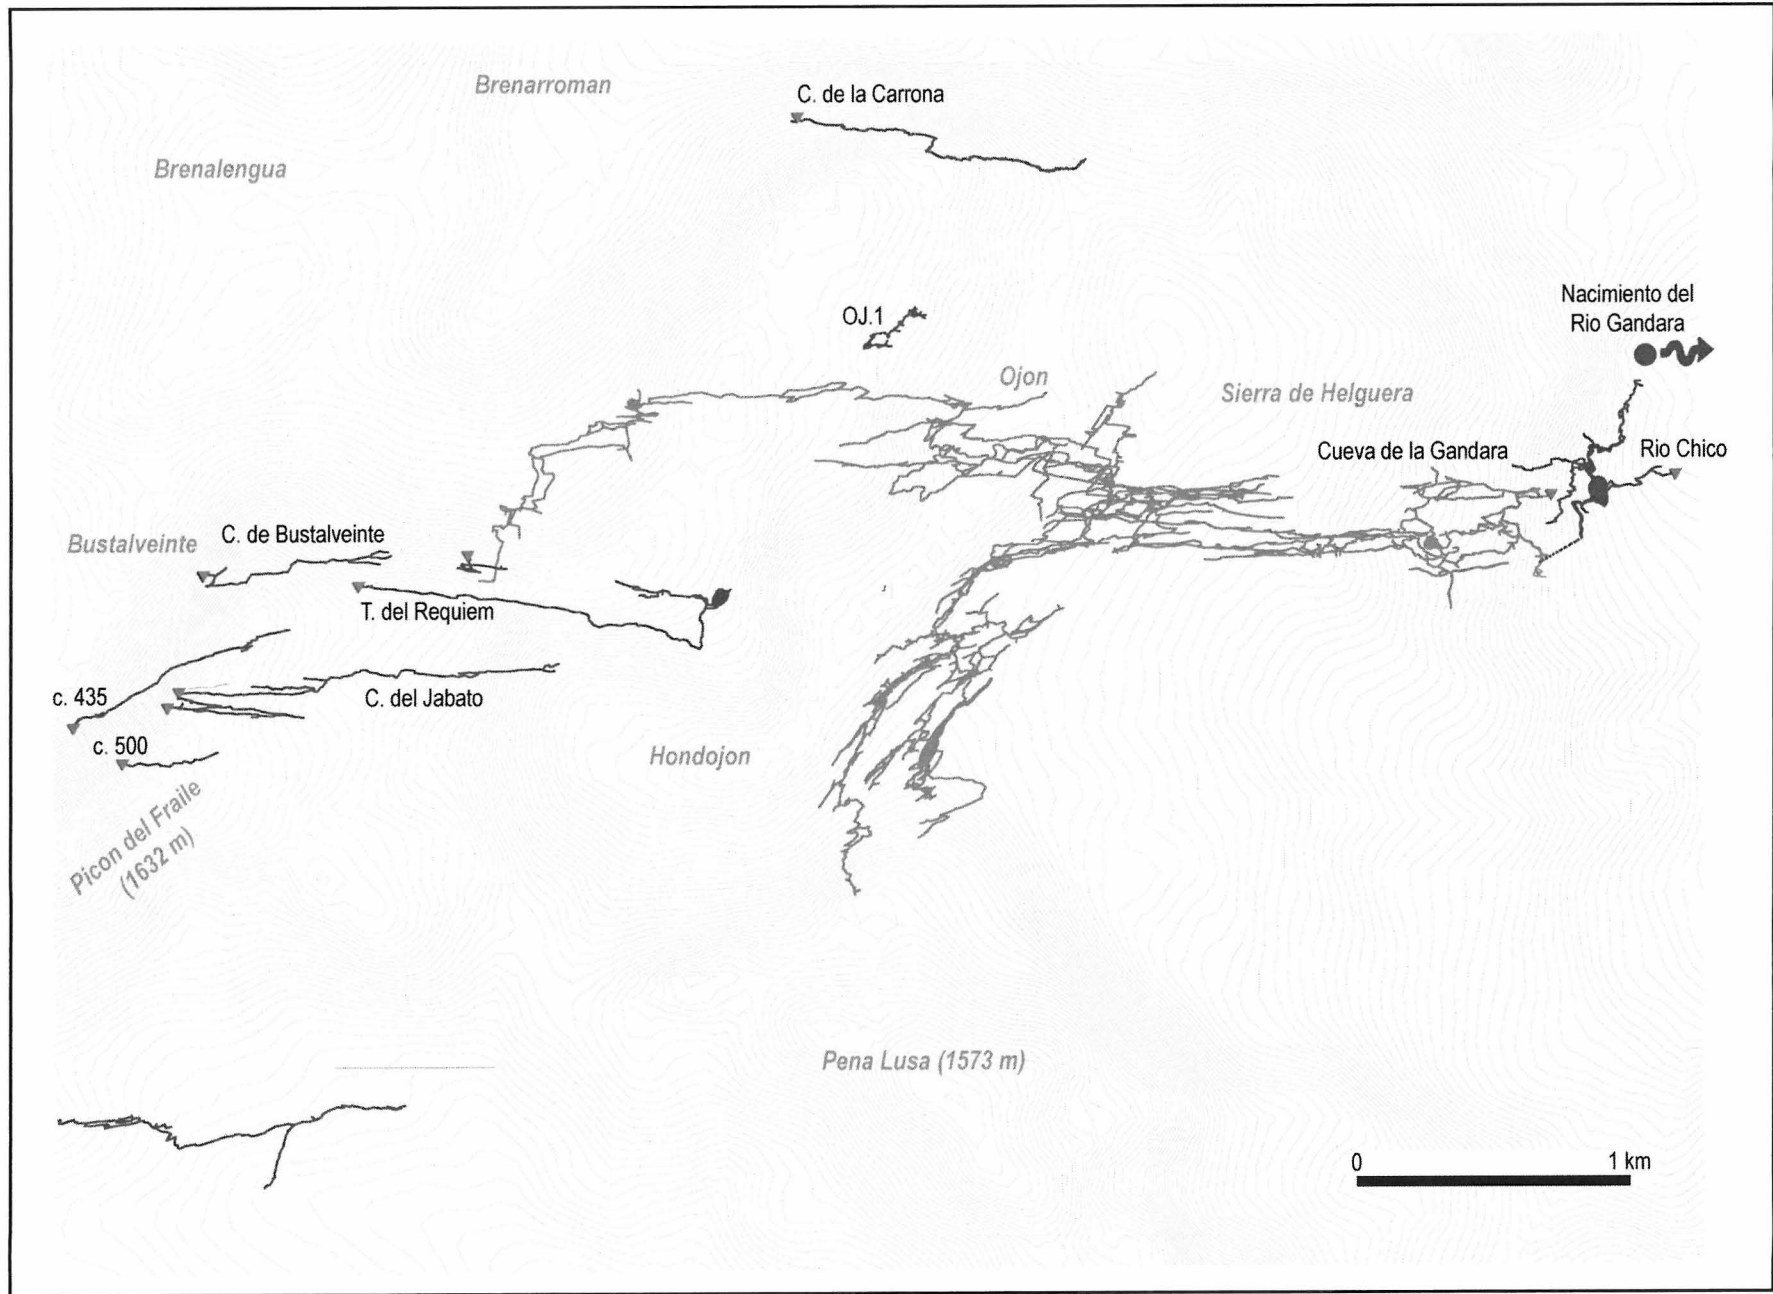 Brenarroman
C. de la Carrona
Brenalengua
Nacimiento del
Rio Gandara
OJ.1
Ojon
Sierra de Helguera
Cueva de la Gandara
Rio Chico
Bustalveinte
C. de Bustalveinte
T. del Requiem
c. 435
C. del Jabato
c. 500
Hondojon
Picon del Fraile
(1632 m)
Pena Lusa (1573 m)
0
1 km